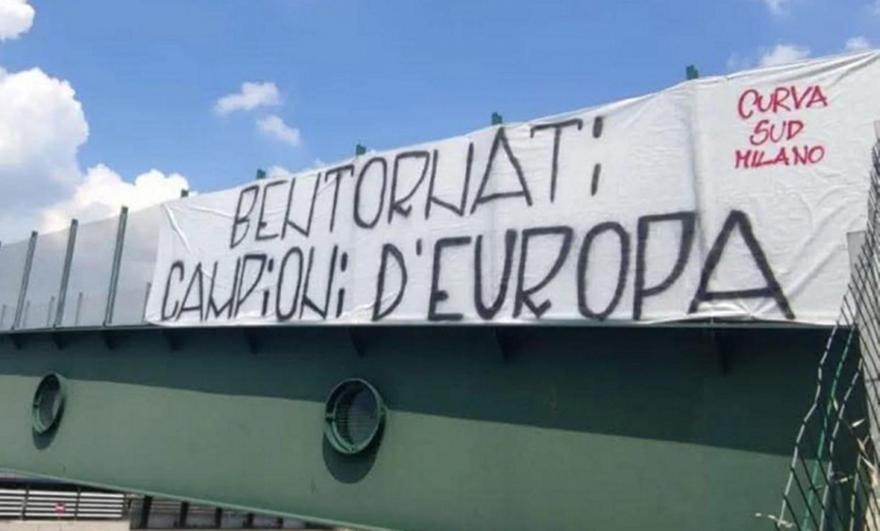 BENTORNATi
CAMPiONi D'EUROPA
CURVA
SUD
MILANO